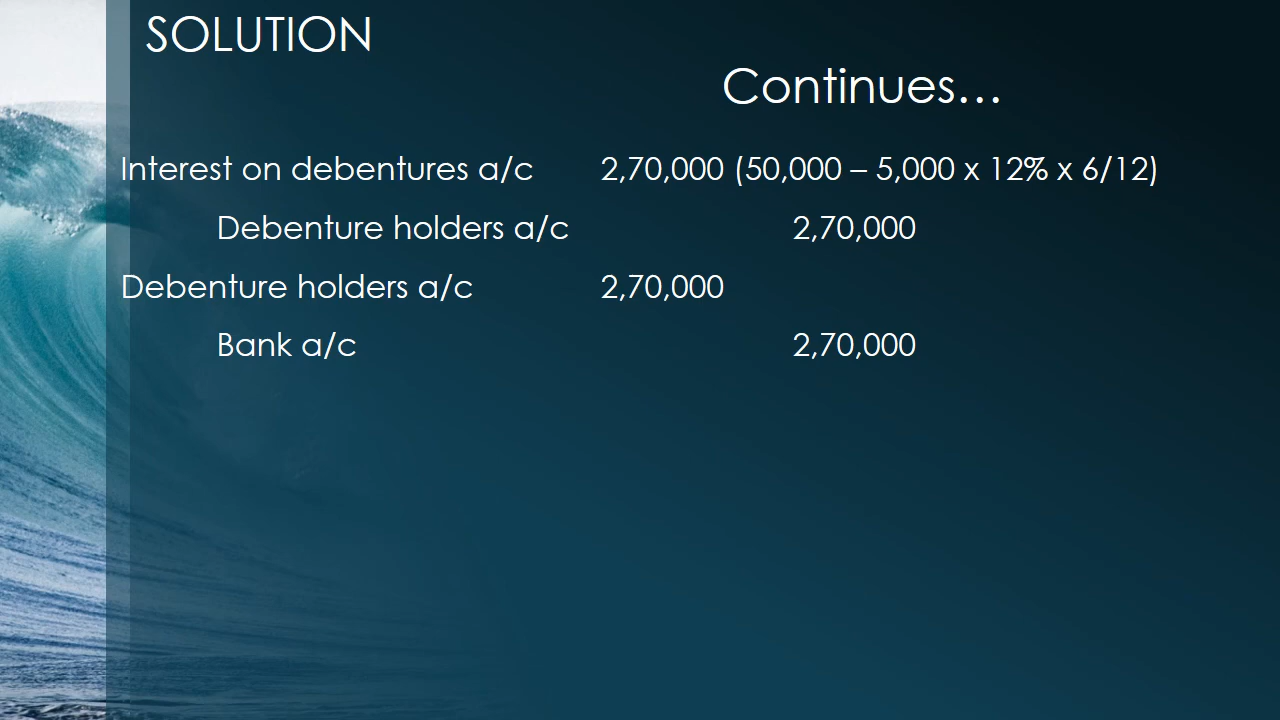 SOLUTION
Continues…
Interest on debentures a/c 2,70,000 (50,000 – 5,000 x 12% x 6/12)
Debenture holders a/c 2,70,000
Debenture holders a/c 2,70,000
Bank a/c 2,70,000